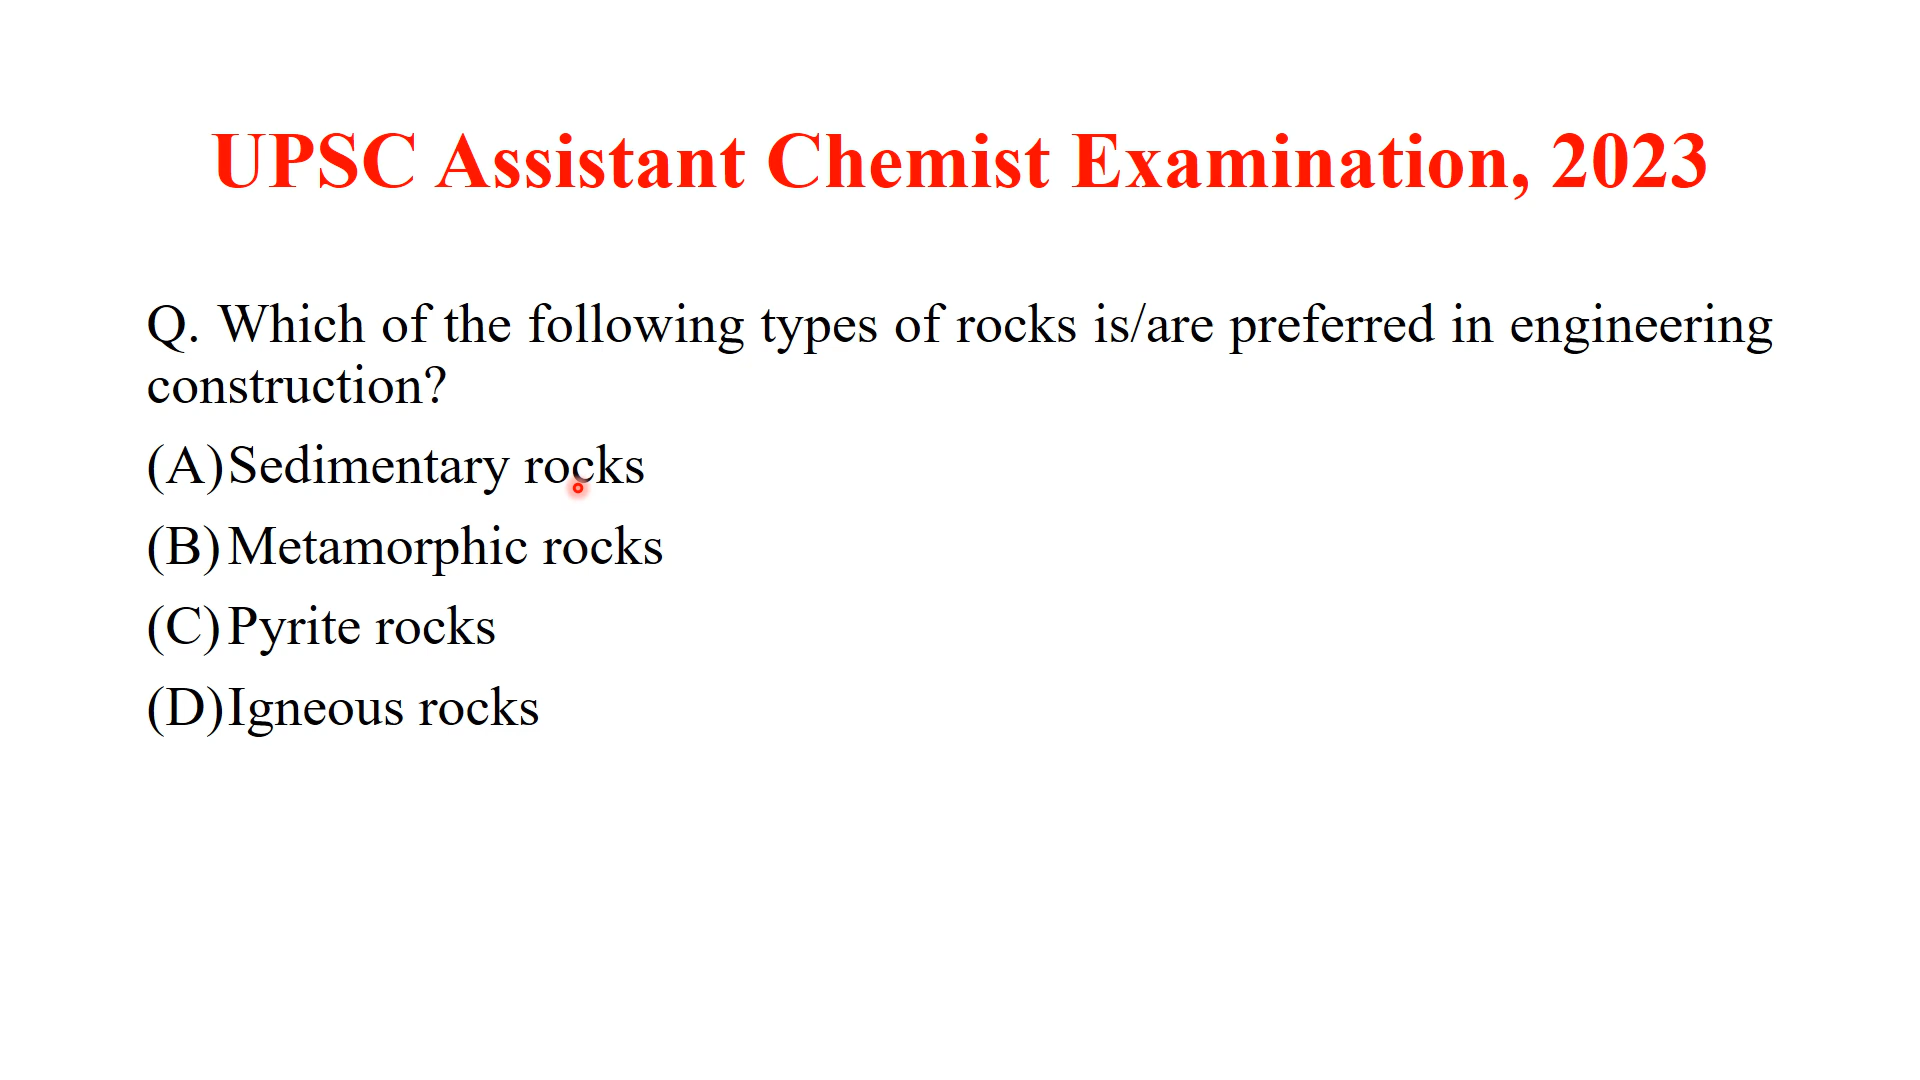 UPSC Assistant Chemist Examination, 2023
Q. Which of the following types of rocks is/are preferred in engineering
construction?
(A) Sedimentary rocks
(B) Metamorphic rocks
(C) Pyrite rocks
(D) Igneous rocks